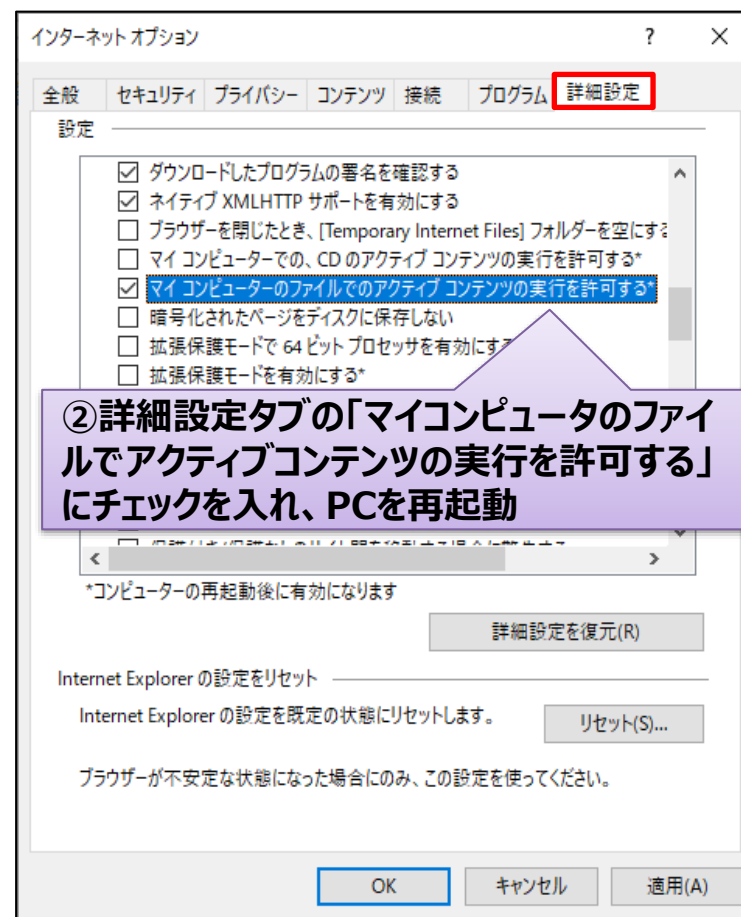 インターネット オプション ? ×
全般 セキュリティ プライバシー コンテンツ 接続 プログラム 詳細設定
設定
ダウンロードしたプログラムの署名を確認する
ネイティブ XMLHTTP サポートを有効にする
ブラウザーを閉じたとき、[Temporary Internet Files] フォルダーを空にする
マイ コンピューターでの、CD のアクティブ コンテンツの実行を許可する*
マイ コンピューターのファイルでのアクティブ コンテンツの実行を許可する*
暗号化されたページをディスクに保存しない
拡張保護モードで 64 ビット プロセッサを有効にする
拡張保護モードを有効にする*
②詳細設定タブの「マイコンピュータのファイ
ルでアクティブコンテンツの実行を許可する」
にチェックを入れ、PCを再起動
*コンピューターの再起動後に有効になります
詳細設定を復元(R)
Internet Explorer の設定をリセット
Internet Explorer の設定を既定の状態にリセットします。
リセット(S)...
ブラウザーが不安定な状態になった場合にのみ、この設定を使ってください。
OK キャンセル 適用(A)